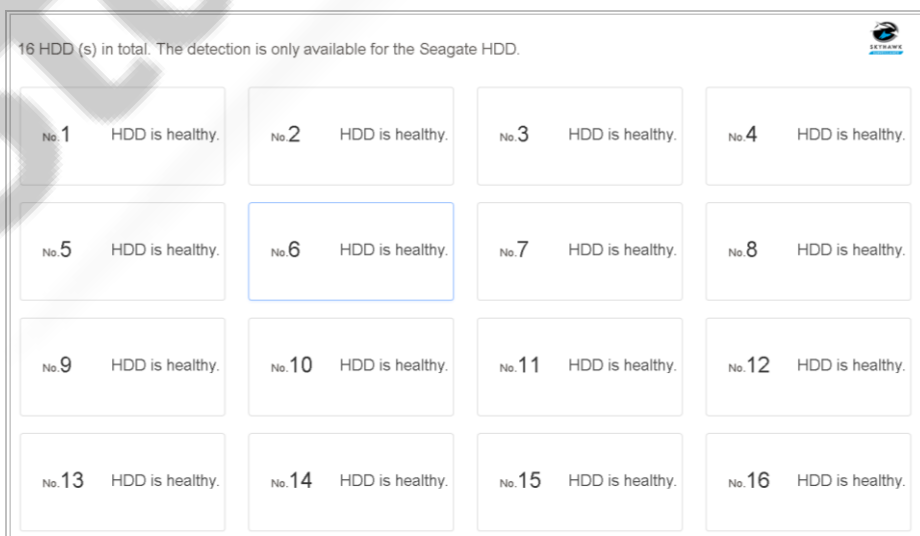 16 HDD (s) in total. The detection is only available for the Seagate HDD.
SKYHAWK
No.1 HDD is healthy.
No.2 HDD is healthy.
No.3 HDD is healthy.
No.4 HDD is healthy.
No.5 HDD is healthy.
No.6 HDD is healthy.
No.7 HDD is healthy.
No.8 HDD is healthy.
No.9 HDD is healthy.
No.10 HDD is healthy.
No.11 HDD is healthy.
No.12 HDD is healthy.
No.13 HDD is healthy.
No.14 HDD is healthy.
No.15 HDD is healthy.
No.16 HDD is healthy.